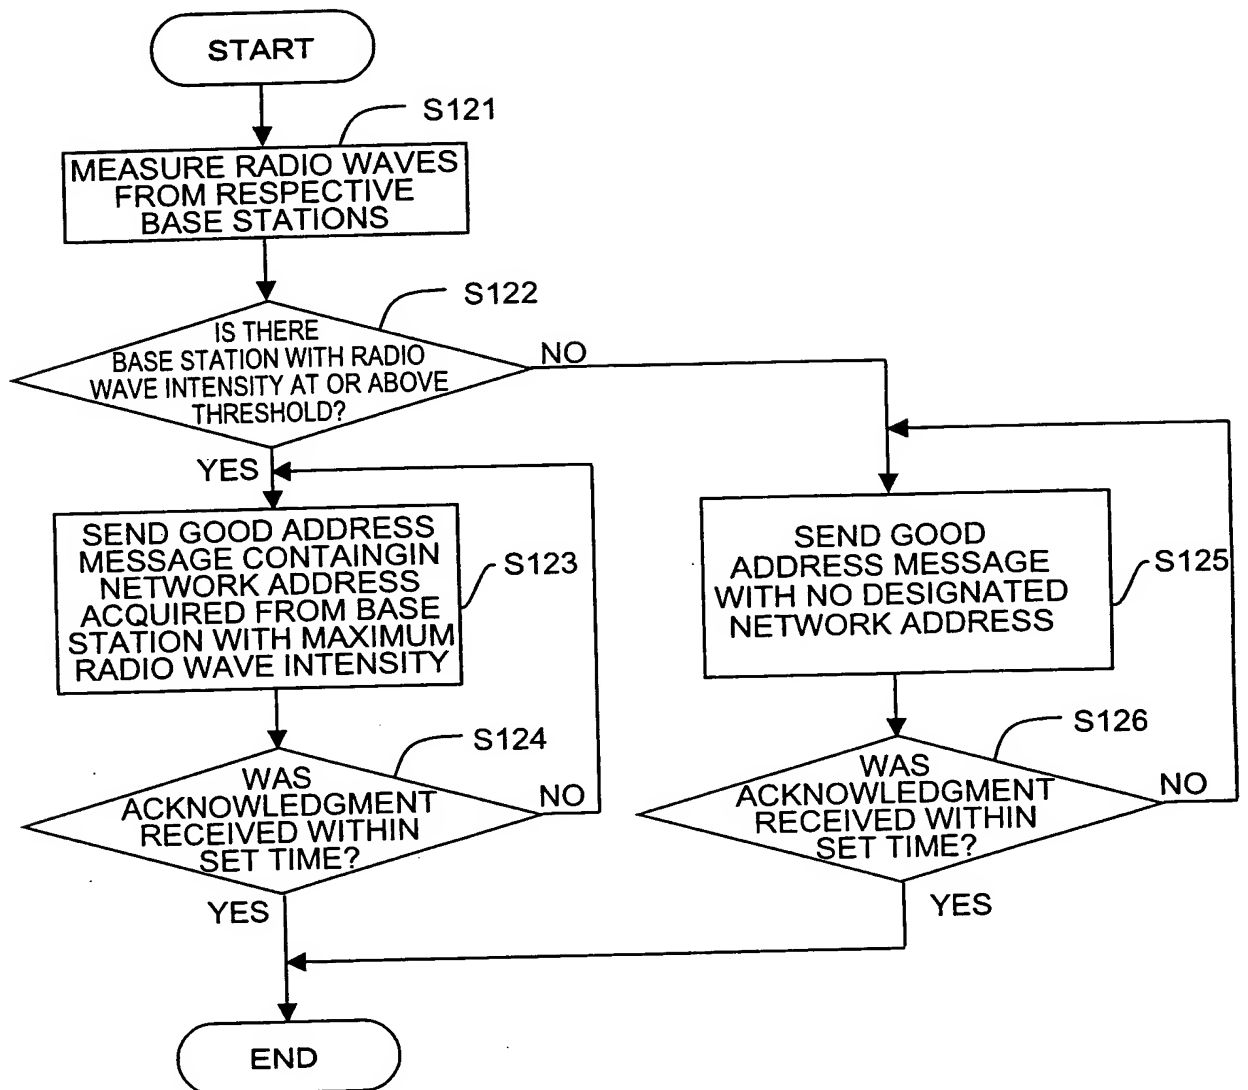 START
S121
MEASURE RADIO WAVES
FROM RESPECTIVE
BASE STATIONS
S122
IS THERE
BASE STATION WITH RADIO
WAVE INTENSITY AT OR ABOVE
THRESHOLD?
NO
YES
SEND GOOD ADDRESS
MESSAGE CONTAINGIN
NETWORK ADDRESS
ACQUIRED FROM BASE
STATION WITH MAXIMUM
RADIO WAVE INTENSITY
S123
SEND GOOD
ADDRESS MESSAGE
WITH NO DESIGNATED
NETWORK ADDRESS
S125
S124
WAS
ACKNOWLEDGMENT
RECEIVED WITHIN
SET TIME?
NO
YES
S126
WAS
ACKNOWLEDGMENT
RECEIVED WITHIN
SET TIME?
NO
YES
END